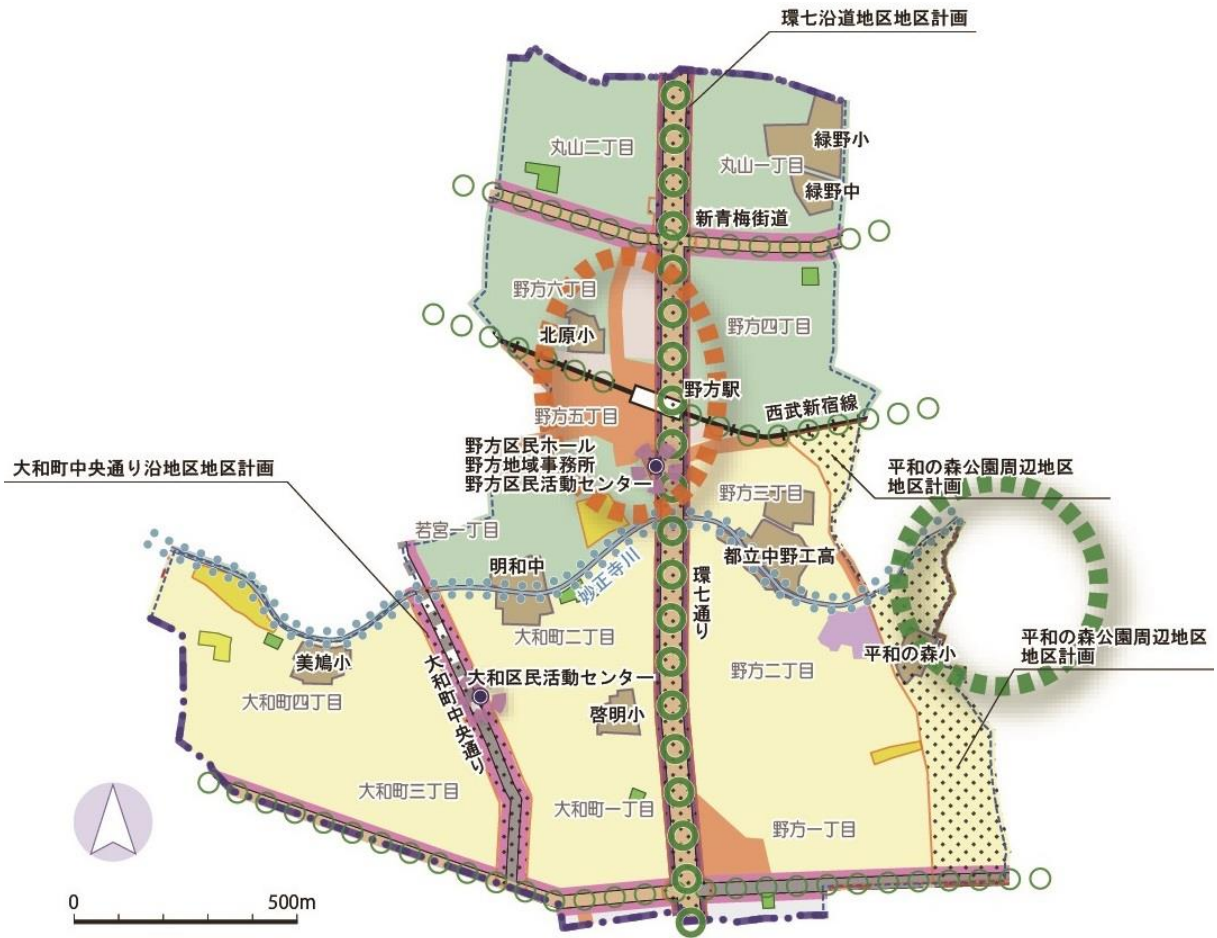 環七沿道地区地区計画
緑野小
丸山二丁目
丸山一丁目
緑野中
新青梅街道
野方六丁目
北原小
野方四丁目
野方駅
西武新宿線
野方五丁目
野方区民ホール
野方地域事務所
野方区民活動センター
大和町中央通り沿地区地区計画
平和の森公園周辺地区
地区計画
野方三丁目
若宮一丁目
都立中野工高
明和中
妙正寺川
環七通り
大和町二丁目
平和の森公園周辺地区
地区計画
美鳩小
平和の森小
野方二丁目
大和区民活動センター
大和町四丁目
大和町中央通り
啓明小
大和町三丁目
大和町一丁目
野方一丁目
0 500m